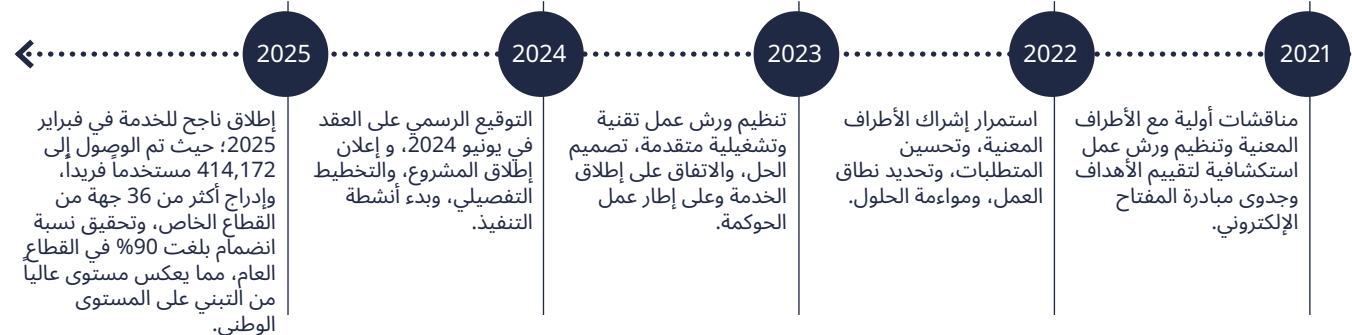 2021
مناقشات أولية مع الأطراف
المعنية وتنظيم ورش عمل
استكشافية لتقييم الأهداف
وجدوى مبادرة المفتاح
الإلكتروني.
2022
استمرار إشراك الأطراف
المعنية، وتحسين
المتطلبات، وتحديد نطاق
العمل، ومواءمة الحلول.
2023
تنظيم ورش عمل تقنية
وتشغيلية متقدمة، تصميم
الحل، والاتفاق على إطلاق
الخدمة وعلى إطار عمل
الحوكمة.
2024
التوقيع الرسمي على العقد
في يونيو 2024، و إعلان
إطلاق المشروع، والتخطيط
التفصيلي، وبدء أنشطة
التنفيذ.
2025
إطلاق ناجح للخدمة في فبراير
2025؛ حيث تم الوصول إلى
414,172 مستخدماً فريداً،
وإدراج أكثر من 36 جهة من
القطاع الخاص، وتحقيق نسبة
انضمام بلغت 90% في القطاع
العام، مما يعكس مستوى عالياً
من التبني على المستوى
الوطني.